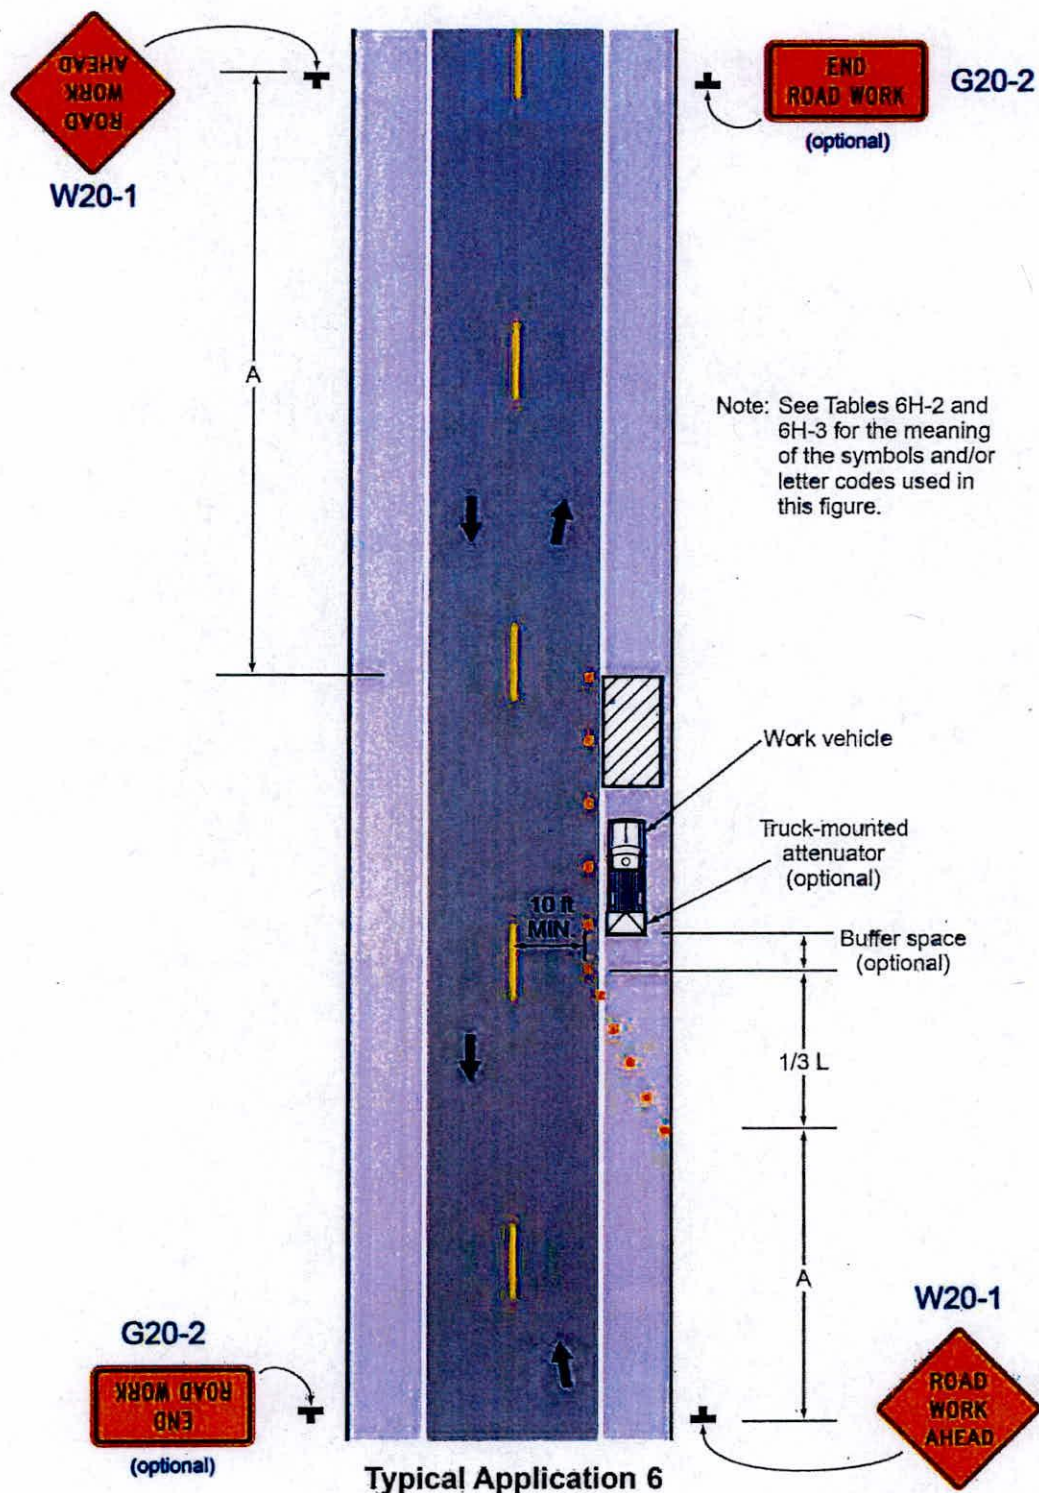 ROAD
WORK
AHEAD
W20-1
END
ROAD WORK
(optional)
G20-2
A
Note: See Tables 6H-2 and
6H-3 for the meaning
of the symbols and/or
letter codes used in
this figure.
Work vehicle
Truck-mounted
attenuator
(optional)
10 ft
MIN.
Buffer space
(optional)
1/3 L
A
W20-1
ROAD
WORK
AHEAD
G20-2
END
ROAD WORK
(optional)
Typical Application 6